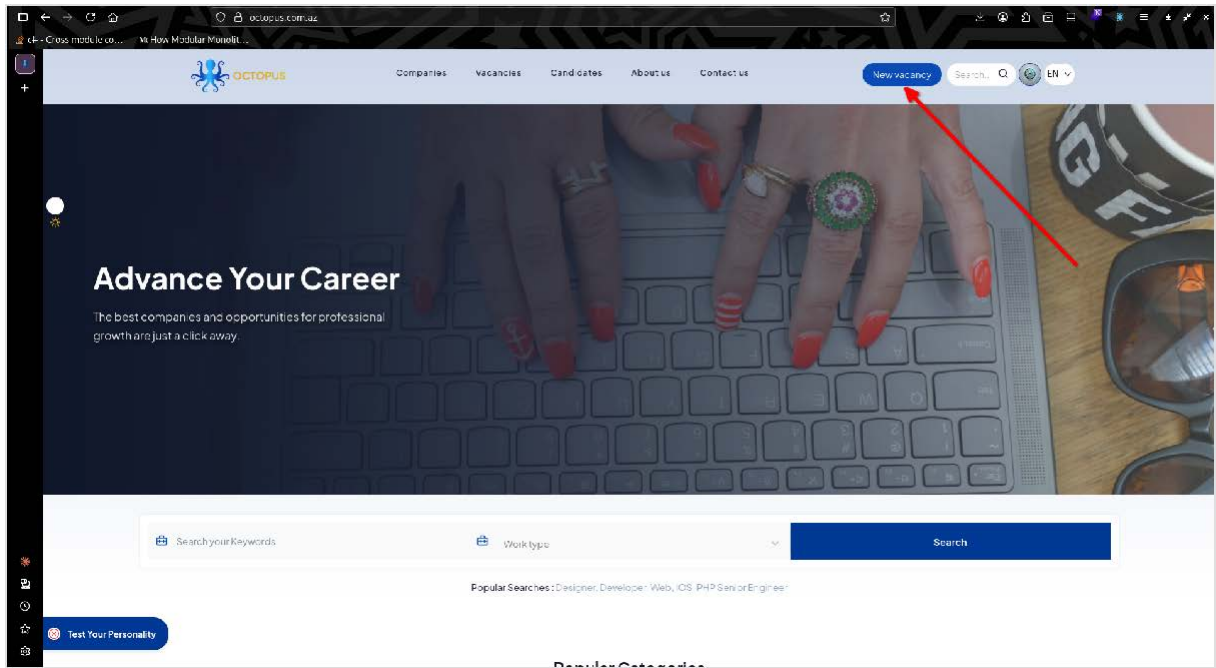 octopus.com.az
c# - Cross module co... How Modular Monolit...
OCTOPUS
Companies Vacancies Candidates About us Contact us
New vacancy Search.. EN
Advance Your Career
The best companies and opportunities for professional
growth are just a click away.
Search your Keywords Work type Search
Popular Searches : Designer, Developer, Web, IOS, PHP Senior Engineer
Test Your Personality
Popular Categories